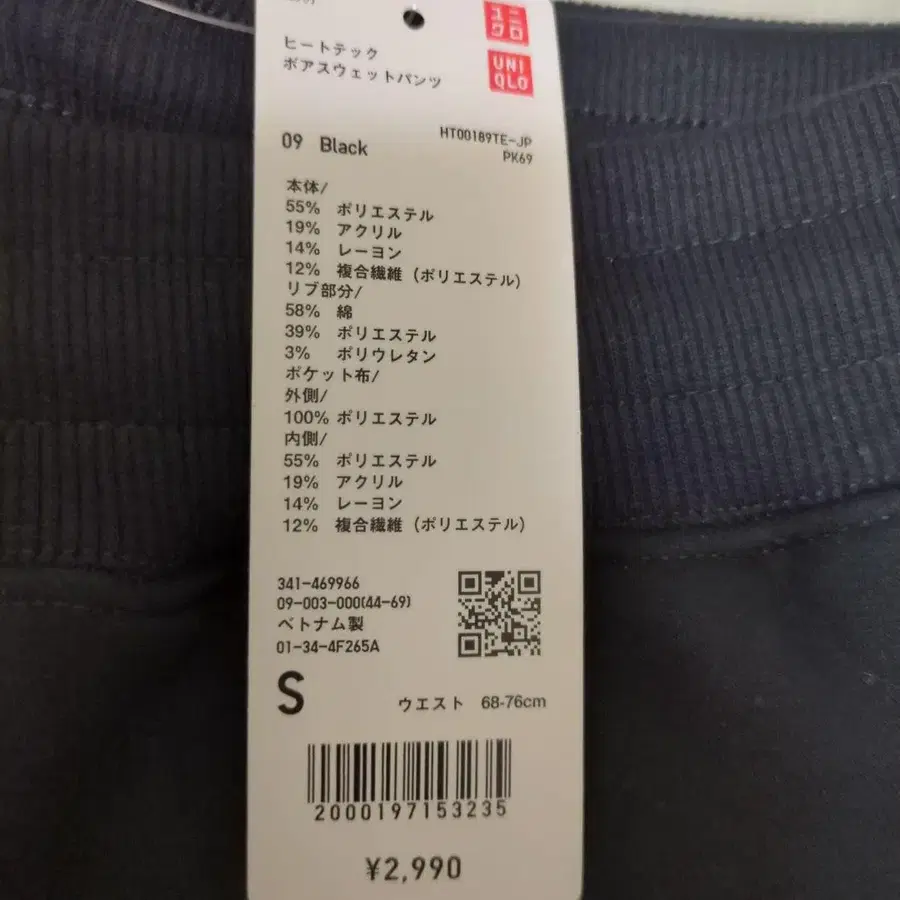 ユニ
クロ
UNI
QLO
ヒートテック
ボアスウェットパンツ
09 Black
HT00189TE-JP
PK69
本体/
55% ポリエステル
19% アクリル
14% レーヨン
12% 複合繊維(ポリエステル)
リブ部分/
58% 綿
39% ポリエステル
3% ポリウレタン
ポケット布/
外側/
100% ポリエステル
内側/
55% ポリエステル
19% アクリル
14% レーヨン
12% 複合繊維(ポリエステル)
341-469966
09-003-000(44-69)
ベトナム製
01-34-4F265A
S
ウエスト 68-76cm
2000197153235
¥2,990